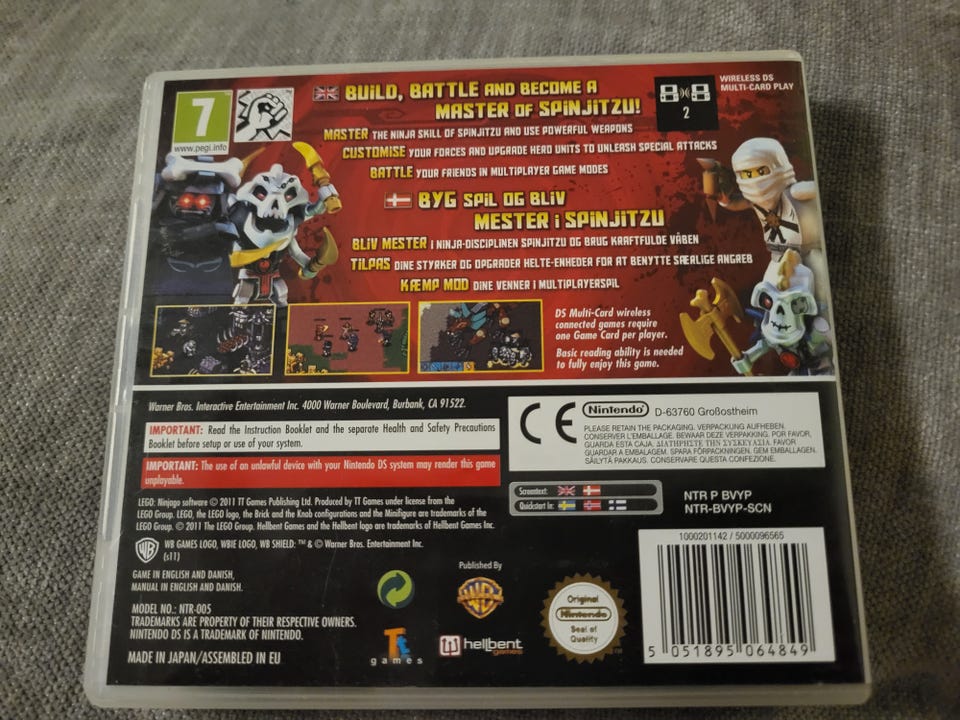 7
www.pegi.info
BUILD, BATTLE AND BECOME A
MASTER OF SPINJITZU!
MASTER THE NINJA SKILL OF SPINJITZU AND USE POWERFUL WEAPONS
CUSTOMISE YOUR FORCES AND UPGRADE HERO UNITS TO UNLEASH SPECIAL ATTACKS
BATTLE YOUR FRIENDS IN MULTIPLAYER GAME MODES
2
WIRELESS DS
MULTI-CARD PLAY
BYG SPIL OG BLIV
MESTER I SPINJITZU
BLIV MESTER I NINJA-DISCIPLINEN SPINJITZU OG BRUG KRAFTFULDE VÅBEN
TILPAS DINE STYRKER OG OPGRADER HELTE-ENHEDER FOR AT BENYTTE SÆRLIGE ANGREB
KÆMP MOD DINE VENNER I MULTIPLAYERSPIL
DS Multi-Card wireless
connected games require
one Game Card per player.
Basic reading ability is needed
to fully enjoy this game.
Warner Bros. Interactive Entertainment Inc. 4000 Warner Boulevard, Burbank, CA 91522.
IMPORTANT: Read the Instruction Booklet and the separate Health and Safety Precautions
Booklet before setup or use of your system.
IMPORTANT: The use of an unlawful device with your Nintendo DS system may render this game
unplayable.
LEGO: Ninjago software © 2011 TT Games Publishing Ltd. Produced by TT Games under license from the
LEGO Group. LEGO, the LEGO logo, the Brick and the Knob configurations and the Minifigure are trademarks of the
LEGO Group. © 2011 The LEGO Group. Hellbent Games and the Hellbent logo are trademarks of Hellbent Games Inc.
WB GAMES LOGO, WBIE LOGO, WB SHIELD: ™ & © Warner Bros. Entertainment Inc.
(s11)
GAME IN ENGLISH AND DANISH,
MANUAL IN ENGLISH AND DANISH.
MODEL NO.: NTR-005
TRADEMARKS ARE PROPERTY OF THEIR RESPECTIVE OWNERS.
NINTENDO DS IS A TRADEMARK OF NINTENDO.
MADE IN JAPAN/ASSEMBLED IN EU
CE
Nintendo
D-63760 Großostheim
PLEASE RETAIN THE PACKAGING. VERPACKUNG AUFHEBEN.
CONSERVER L'EMBALLAGE. BEWAAR DEZE VERPAKKING. POR FAVOR,
GUARDA ESTA CAJA. ΔΙΑΤΗΡΗΣΤΕ ΤΗΝ ΣΥΣΚΕΥΑΣΙΑ. FAVOR
GUARDAR A EMBALAGEM. SPARA FÖRPACKNINGEN. GEM EMBALLAGEN.
SÄILYTÄ PAKKAUS. CONSERVARE QUESTA CONFEZIONE.
Screentext:
Quickstart in:
NTR P BVYP
NTR-BVYP-SCN
1000201142 / 5000096565
5 051895 064849
Published By
WB
TT games
hellbent
games
Original
Nintendo
Seal of
Quality